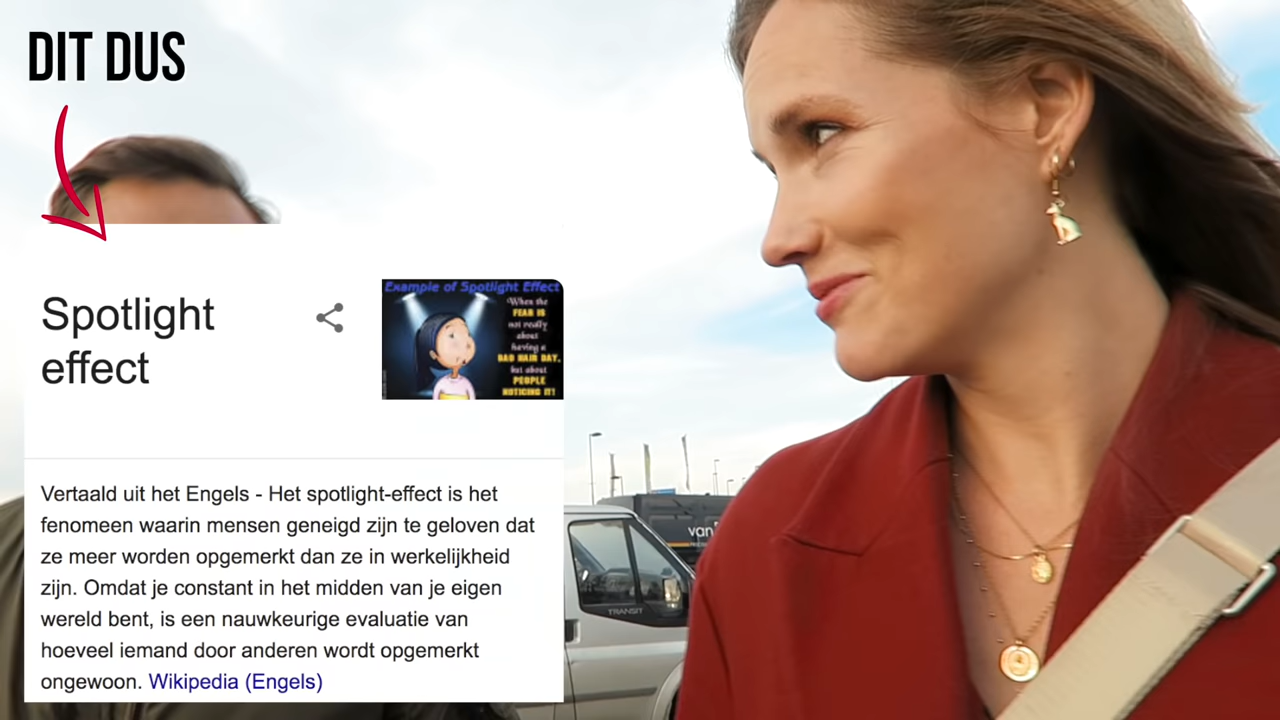 DIT DUS
Spotlight
effect
Example of Spotlight Effect
When the
FEAR IS
not really
about
having a
BAD HAIR DAY,
but about
PEOPLE
NOTICING IT!
Vertaald uit het Engels - Het spotlight-effect is het
fenomeen waarin mensen geneigd zijn te geloven dat
ze meer worden opgemerkt dan ze in werkelijkheid
zijn. Omdat je constant in het midden van je eigen
wereld bent, is een nauwkeurige evaluatie van
hoeveel iemand door anderen wordt opgemerkt
ongewoon. Wikipedia (Engels)
van
TRANSIT